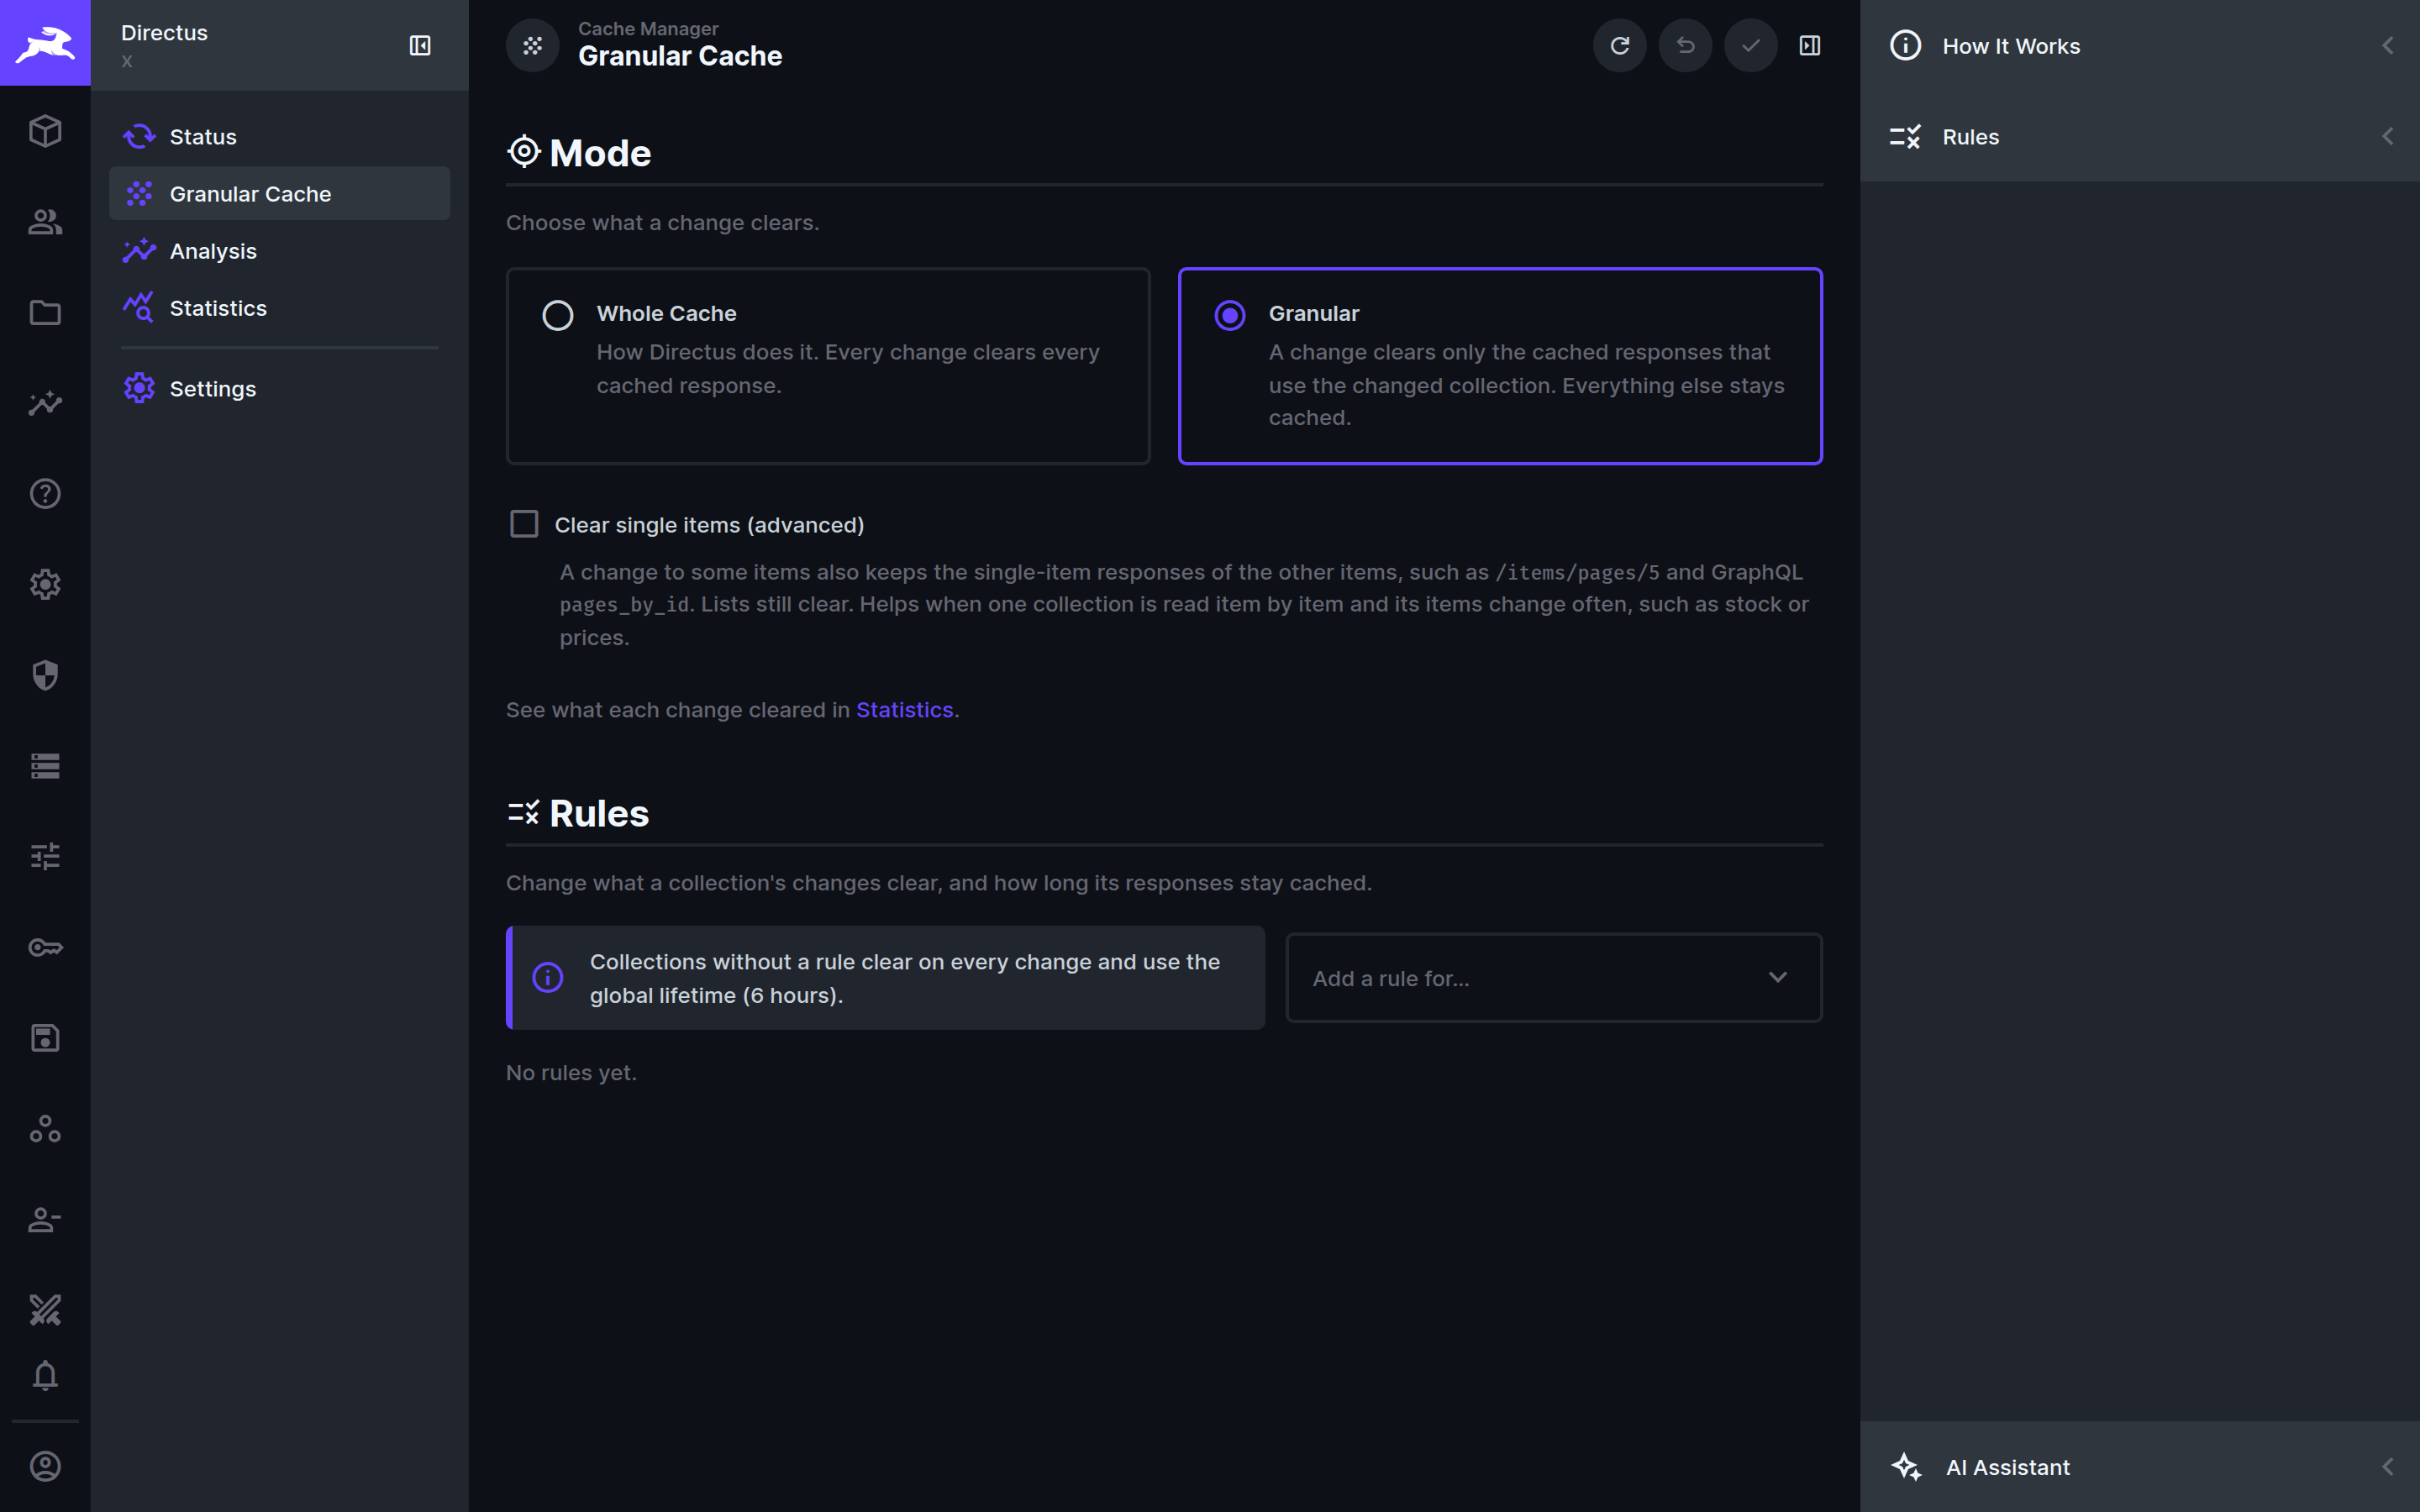 Directus
X
Status
Granular Cache
Analysis
Statistics
Settings
Cache Manager
Granular Cache
Mode
Choose what a change clears.
Whole Cache
How Directus does it. Every change clears every
cached response.
Granular
A change clears only the cached responses that
use the changed collection. Everything else stays
cached.
Clear single items (advanced)
A change to some items also keeps the single-item responses of the other items, such as /items/pages/5 and GraphQL
pages_by_id. Lists still clear. Helps when one collection is read item by item and its items change often, such as stock or
prices.
See what each change cleared in Statistics.
Rules
Change what a collection's changes clear, and how long its responses stay cached.
Collections without a rule clear on every change and use the
global lifetime (6 hours).
Add a rule for...
No rules yet.
How It Works
Rules
AI Assistant